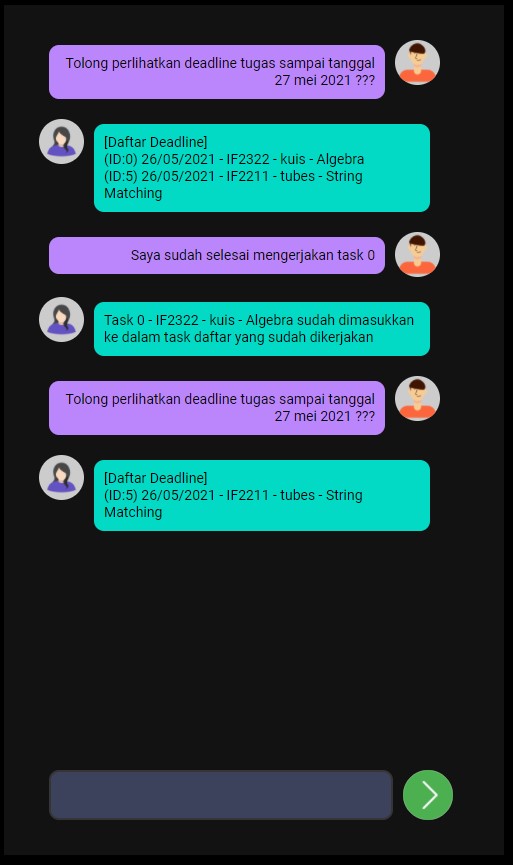 Tolong perlihatkan deadline tugas sampai tanggal
27 mei 2021 ???
[Daftar Deadline]
(ID:0) 26/05/2021 - IF2322 - kuis - Algebra
(ID:5) 26/05/2021 - IF2211 - tubes - String
Matching
Saya sudah selesai mengerjakan task 0
Task 0 - IF2322 - kuis - Algebra sudah dimasukkan
ke dalam task daftar yang sudah dikerjakan
Tolong perlihatkan deadline tugas sampai tanggal
27 mei 2021 ???
[Daftar Deadline]
(ID:5) 26/05/2021 - IF2211 - tubes - String
Matching